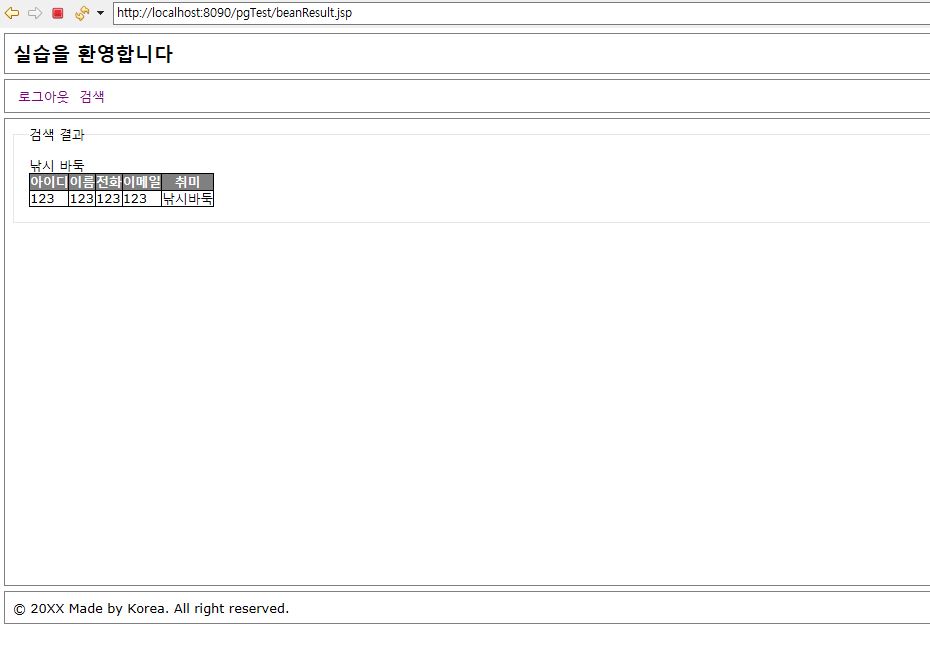 http://localhost:8090/pgTest/beanResult.jsp
실습을 환영합니다
로그아웃 검색
검색 결과
낚시 바둑
아이디 이름 전화 이메일 취미
123 123 123 123 낚시바둑
© 20XX Made by Korea. All right reserved.